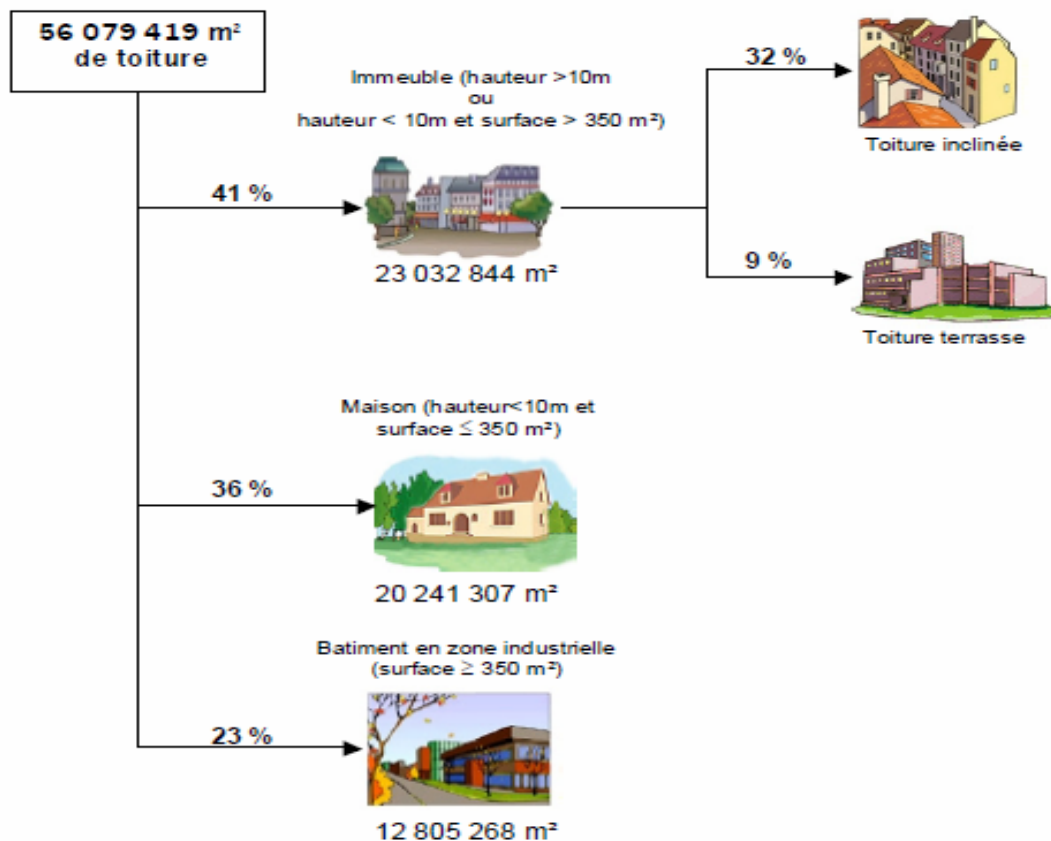 56 079 419 m²
de toiture
Immeuble (hauteur >10m
ou
hauteur < 10m et surface > 350 m²)
41 %
23 032 844 m²
32 %
Toiture inclinée
9 %
Toiture terrasse
Maison (hauteur<10m et
surface ≤ 350 m²)
36 %
20 241 307 m²
Batiment en zone industrielle
(surface ≥ 350 m²)
23 %
12 805 268 m²